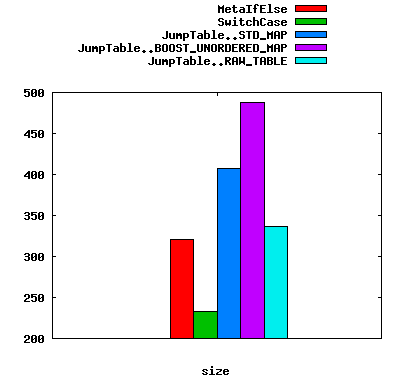 MetaIfElse
SwitchCase
JumpTable..STD_MAP
JumpTable..BOOST_UNORDERED_MAP
JumpTable..RAW_TABLE
500
450
400
350
300
250
200
size